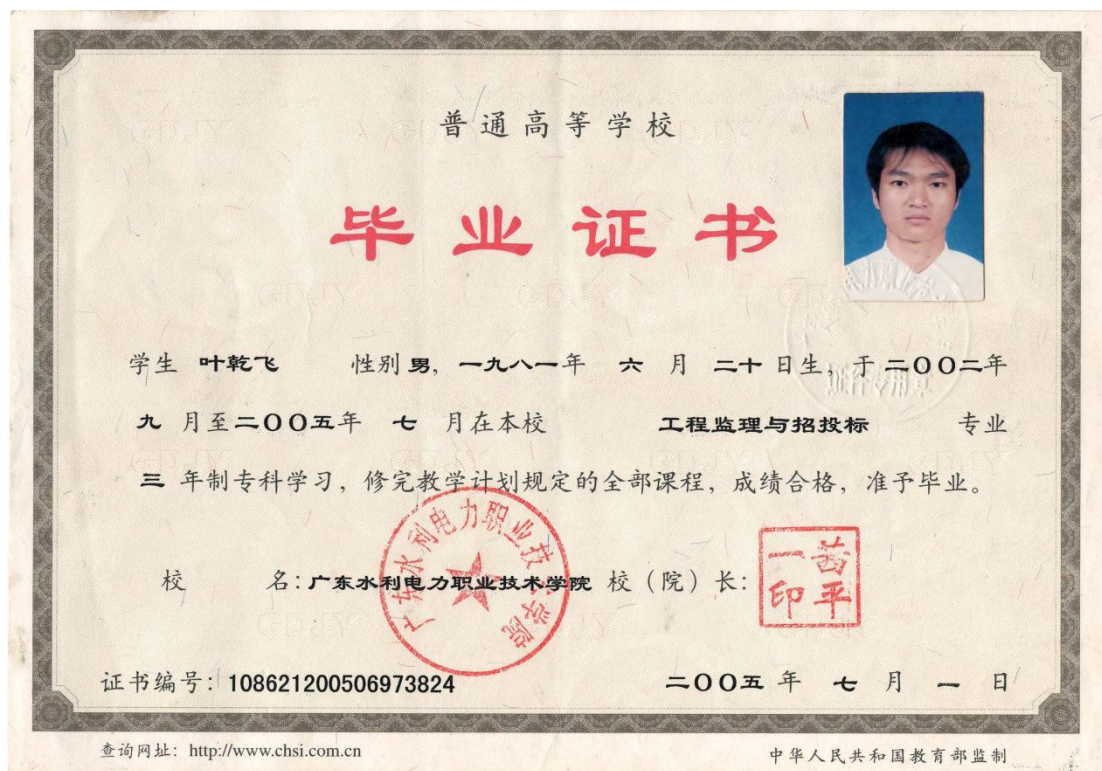 普通高等学校
毕业证书
学生 叶乾飞 性别 男, 一九八一年 六 月 二十 日生, 于二〇〇二年
九 月至二〇〇五年 七 月在本校 工程监理与招投标 专业
三 年制专科学习, 修完教学计划规定的全部课程, 成绩合格, 准予毕业。
广东水利电力职业技术学院
校 名: 广东水利电力职业技术学院 校 (院) 长:
证书编号: 108621200506973824 二〇〇五 年 七 月 一 日
查询网址: http://www.chsi.com.cn 中华人民共和国教育部监制